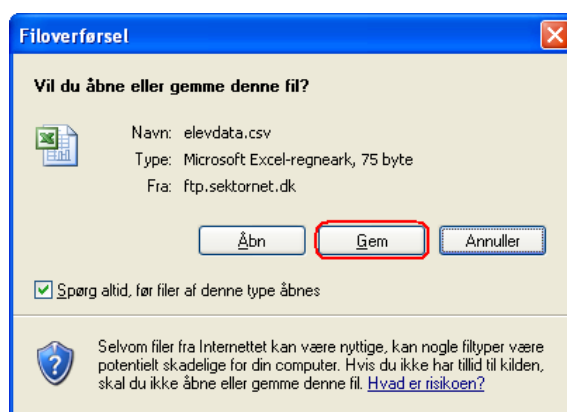 Filoverførsel
Vil du åbne eller gemme denne fil?
Navn: elevdata.csv
Type: Microsoft Excel-regneark, 75 byte
Fra: ftp.sektornet.dk
Åbn Gem Annuller
Spørg altid, før filer af denne type åbnes
Selvom filer fra Internettet kan være nyttige, kan nogle filtyper være
potentielt skadelige for din computer. Hvis du ikke har tillid til kilden,
skal du ikke åbne eller gemme denne fil. Hvad er risikoen?